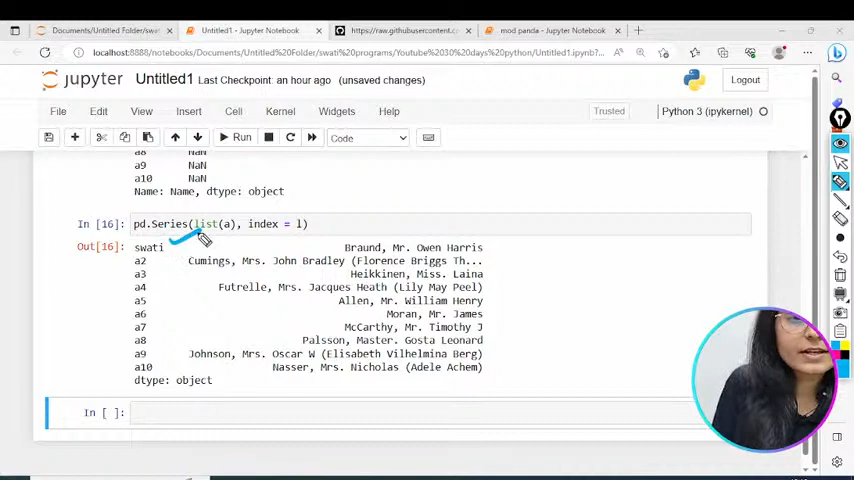 Documents/Untitled Folder/swati
Untitled1 - Jupyter Notebook
https://raw.githubusercontent.c
mod panda - Jupyter Notebook
localhost:8888/notebooks/Documents/Untitled%20Folder/swati%20programs/Youtube%2030%20days%20python/Untitled1.ipynb?...
jupyter Untitled1 Last Checkpoint: an hour ago (unsaved changes)
Logout
File Edit View Insert Cell Kernel Widgets Help
Trusted
Python 3 (ipykernel)
Run
Code
a8 NaN
a9 NaN
a10 NaN
Name: Name, dtype: object
In [16]: pd.Series(list(a), index = l)
Out[16]: swati Braund, Mr. Owen Harris
a2 Cumings, Mrs. John Bradley (Florence Briggs Th...
a3 Heikkinen, Miss. Laina
a4 Futrelle, Mrs. Jacques Heath (Lily May Peel)
a5 Allen, Mr. William Henry
a6 Moran, Mr. James
a7 McCarthy, Mr. Timothy J
a8 Palsson, Master. Gosta Leonard
a9 Johnson, Mrs. Oscar W (Elisabeth Vilhelmina Berg)
a10 Nasser, Mrs. Nicholas (Adele Achem)
dtype: object
In [ ]: